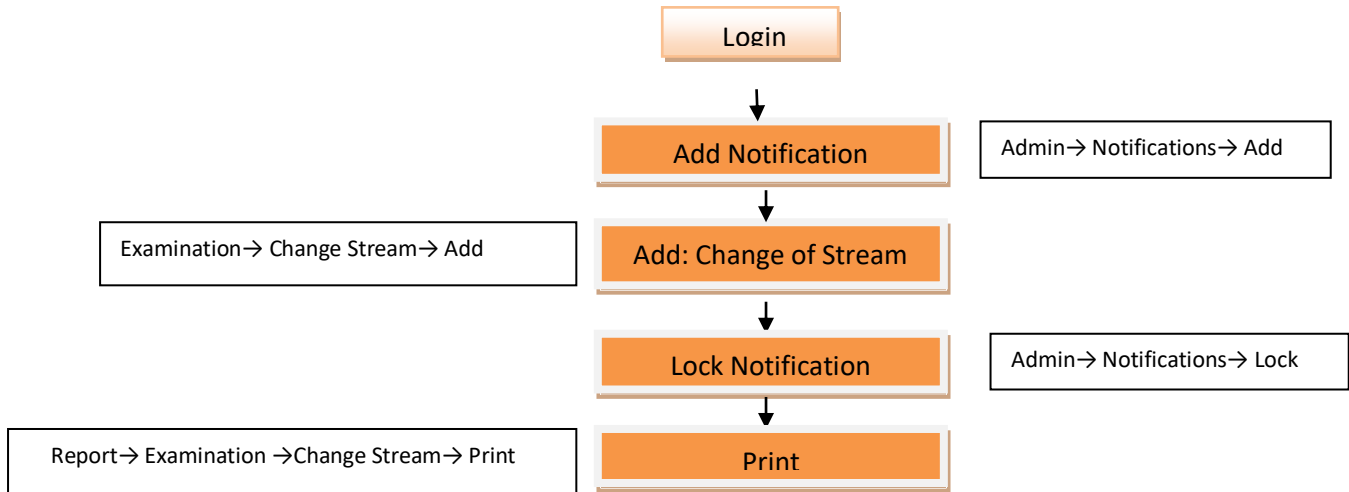 Login
Add Notification
Admin→ Notifications→ Add
Examination→ Change Stream→ Add
Add: Change of Stream
Lock Notification
Admin→ Notifications→ Lock
Report→ Examination →Change Stream→ Print
Print